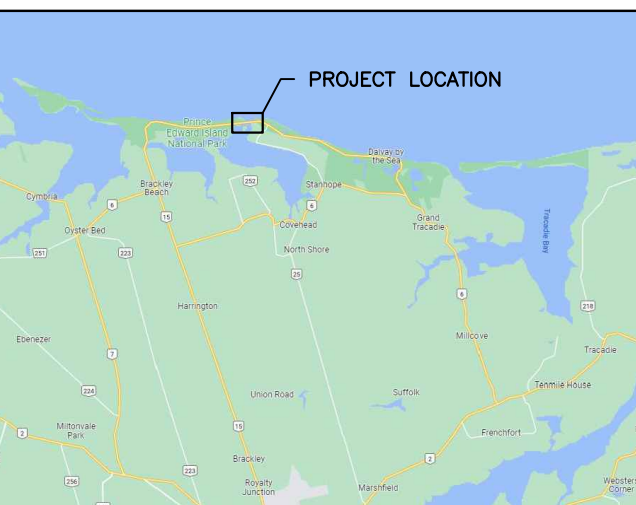 PROJECT LOCATION
Prince
Edward Island
National Park
Dalvay by
the Sea
Brackley
Beach
252
Stanhope
Cymbria
6
15
6
Covehead
Grand
Tracadie
Tracadie Bay
Oyster Bed
251
223
North Shore
25
6
218
Harrington
Ebenezer
Millcove
Tracadie
7
224
Union Road
Suffolk
Tenmile House
2
Miltonvale
Park
15
Frenchfort
Brackley
2
223
256
Royalty
Junction
Marshfield
Websters
Corner